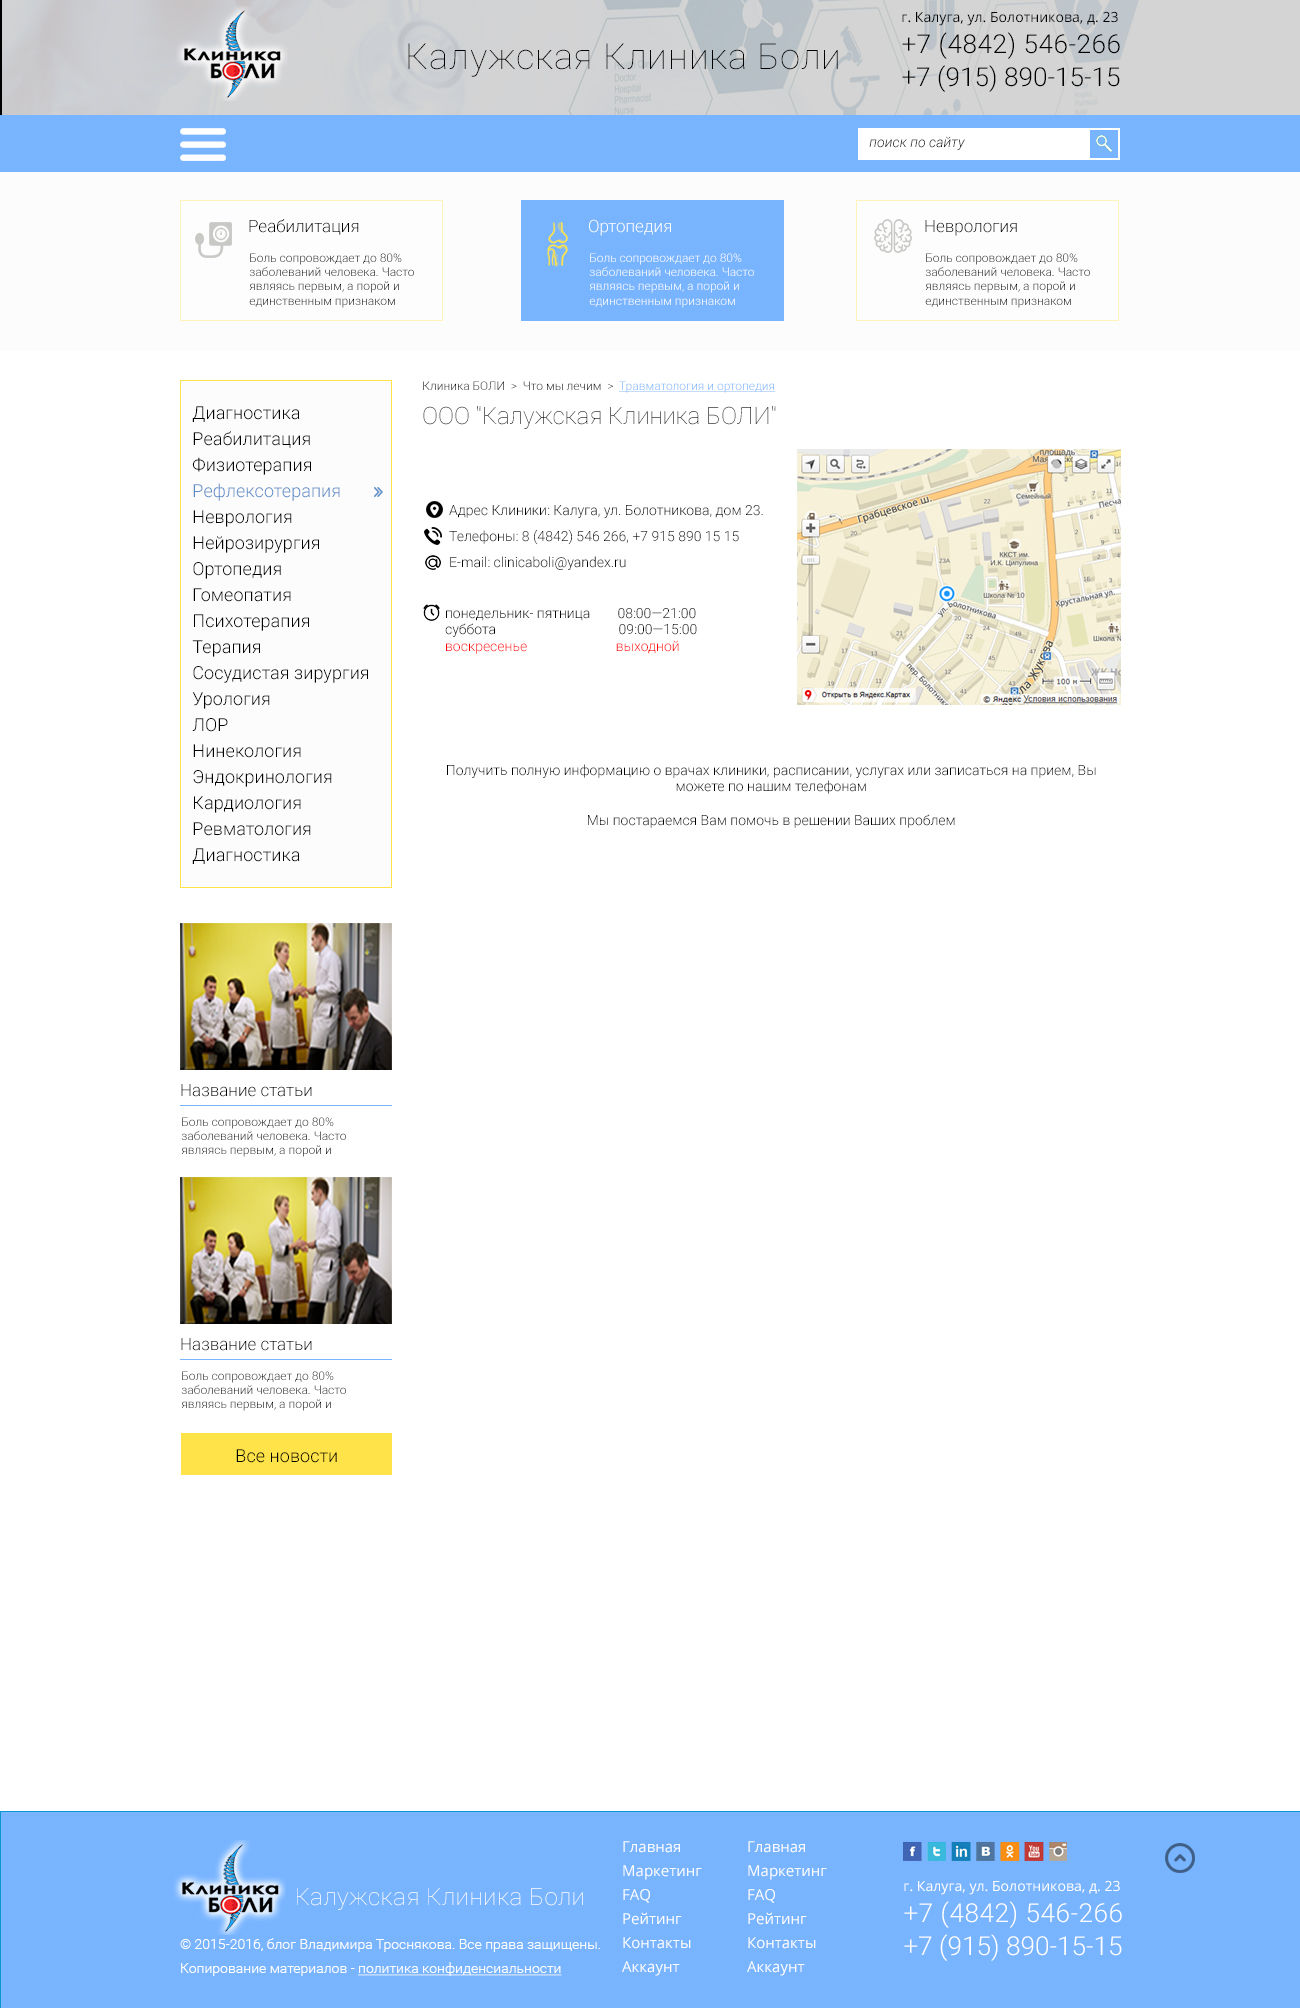 Клиника
БОЛИ
Калужская Клиника Боли
г. Калуга, ул. Болотникова, д. 23
+7 (4842) 546-266
+7 (915) 890-15-15
Doctor
Hospital
Pharmacist
Nurse
поиск по сайту
Реабилитация
Боль сопровождает до 80%
заболеваний человека. Часто
являясь первым, а порой и
единственным признаком
Ортопедия
Боль сопровождает до 80%
заболеваний человека. Часто
являясь первым, а порой и
единственным признаком
Неврология
Боль сопровождает до 80%
заболеваний человека. Часто
являясь первым, а порой и
единственным признаком
Диагностика
Реабилитация
Физиотерапия
Рефлексотерапия »
Неврология
Нейрозирургия
Ортопедия
Гомеопатия
Психотерапия
Терапия
Сосудистая зирургия
Урология
ЛОР
Нинекология
Эндокринология
Кардиология
Ревматология
Диагностика
Клиника БОЛИ > Что мы лечим > Травматология и ортопедия
ООО "Калужская Клиника БОЛИ"
Адрес Клиники: Калуга, ул. Болотникова, дом 23.
Телефоны: 8 (4842) 546 266, +7 915 890 15 15
E-mail: clinicaboli@yandex.ru
понедельник- пятница 08:00—21:00
суббота 09:00—15:00
воскресенье выходной
площадь
Грабцевское ш.
Семейный
ККСТ им.
И.К. Ципулина
Школа № 10
Хрустальная ул.
ул. Болотникова
пер. Болотников
Школа №
Жукова
100 м
Открыть в Яндекс.Картах
© Яндекс Условия использования
Получить полную информацию о врачах клиники, расписании, услугах или записаться на прием, Вы
можете по нашим телефонам
Мы постараемся Вам помочь в решении Ваших проблем
Название статьи
Боль сопровождает до 80%
заболеваний человека. Часто
являясь первым, а порой и
Название статьи
Боль сопровождает до 80%
заболеваний человека. Часто
являясь первым, а порой и
Все новости
Клиника
БОЛИ
Калужская Клиника Боли
© 2015-2016, блог Владимира Троснякова. Все права защищены.
Копирование материалов - политика конфиденсиальности
Главная
Маркетинг
FAQ
Рейтинг
Контакты
Аккаунт
Главная
Маркетинг
FAQ
Рейтинг
Контакты
Аккаунт
г. Калуга, ул. Болотникова, д. 23
+7 (4842) 546-266
+7 (915) 890-15-15